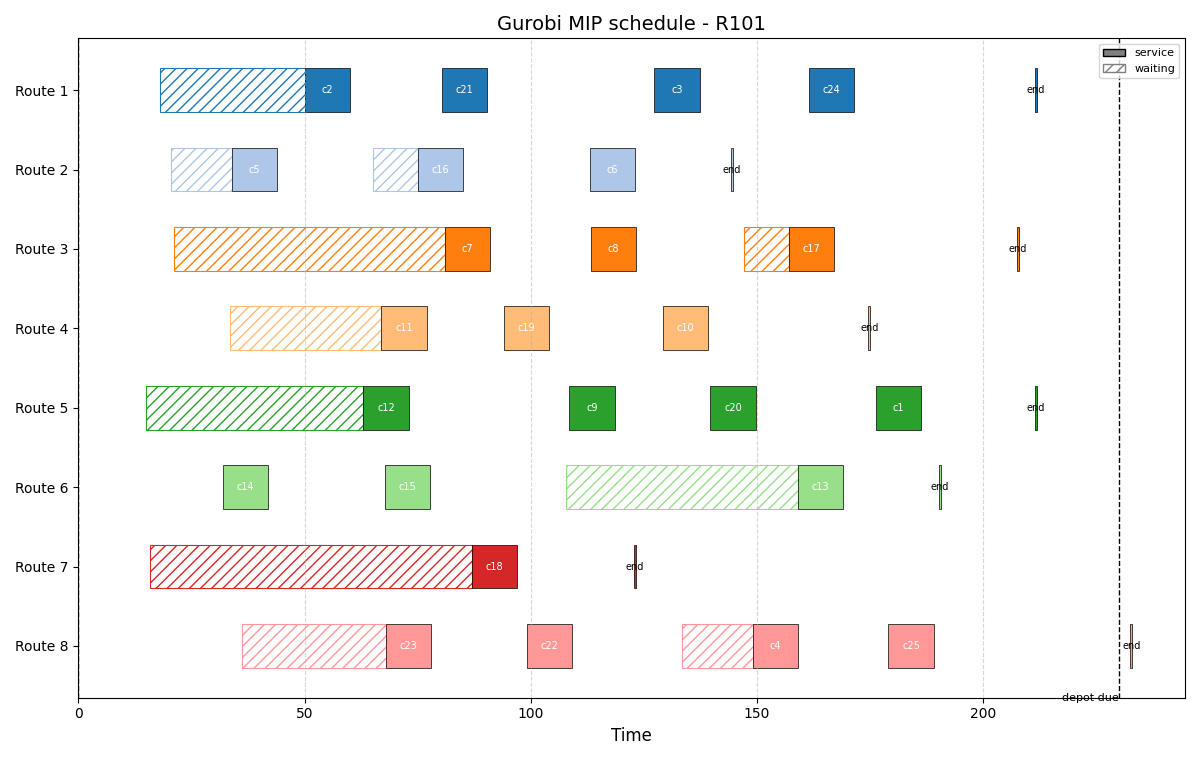 Gurobi MIP schedule - R101
service
waiting
Route 1
c2
c21
c3
c24
end
Route 2
c5
c16
c6
end
Route 3
c7
c8
c17
end
Route 4
c11
c19
c10
end
Route 5
c12
c9
c20
c1
end
Route 6
c14
c15
c13
end
Route 7
c18
end
Route 8
c23
c22
c4
c25
end
depot due
0
50
100
150
200
Time